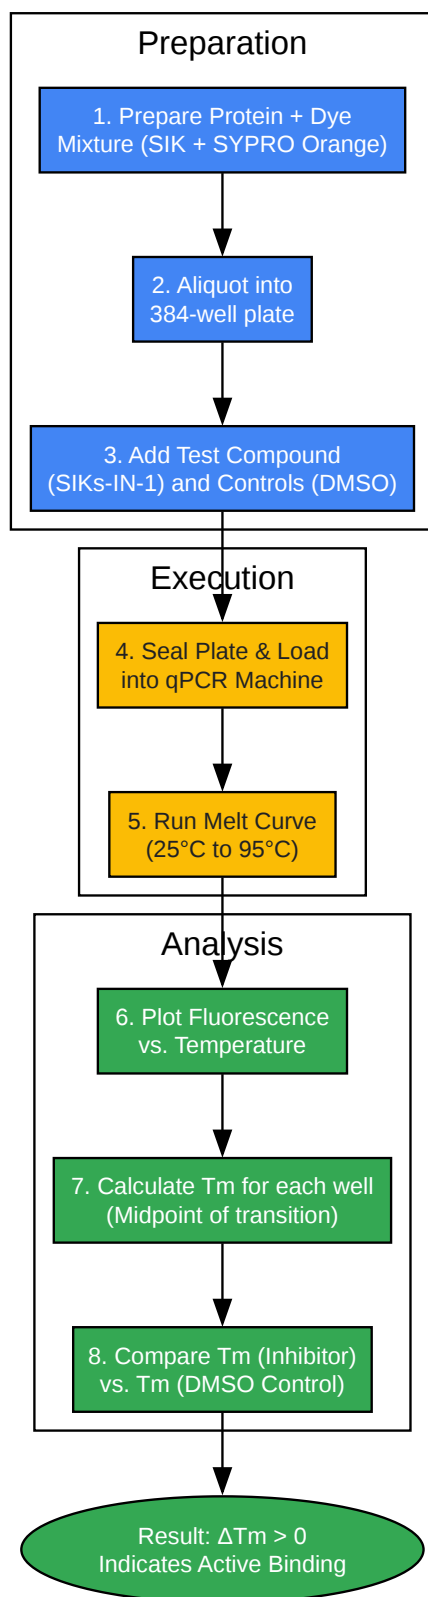 Preparation
1. Prepare Protein + Dye
Mixture (SIK + SYPRO Orange)
2. Aliquot into
384-well plate
3. Add Test Compound
(SIKs-IN-1) and Controls (DMSO)
Execution
4. Seal Plate & Load
into qPCR Machine
5. Run Melt Curve
(25°C to 95°C)
Analysis
6. Plot Fluorescence
vs. Temperature
7. Calculate Tm for each well
(Midpoint of transition)
8. Compare Tm (Inhibitor)
vs. Tm (DMSO Control)
Result: ΔTm > 0
Indicates Active Binding